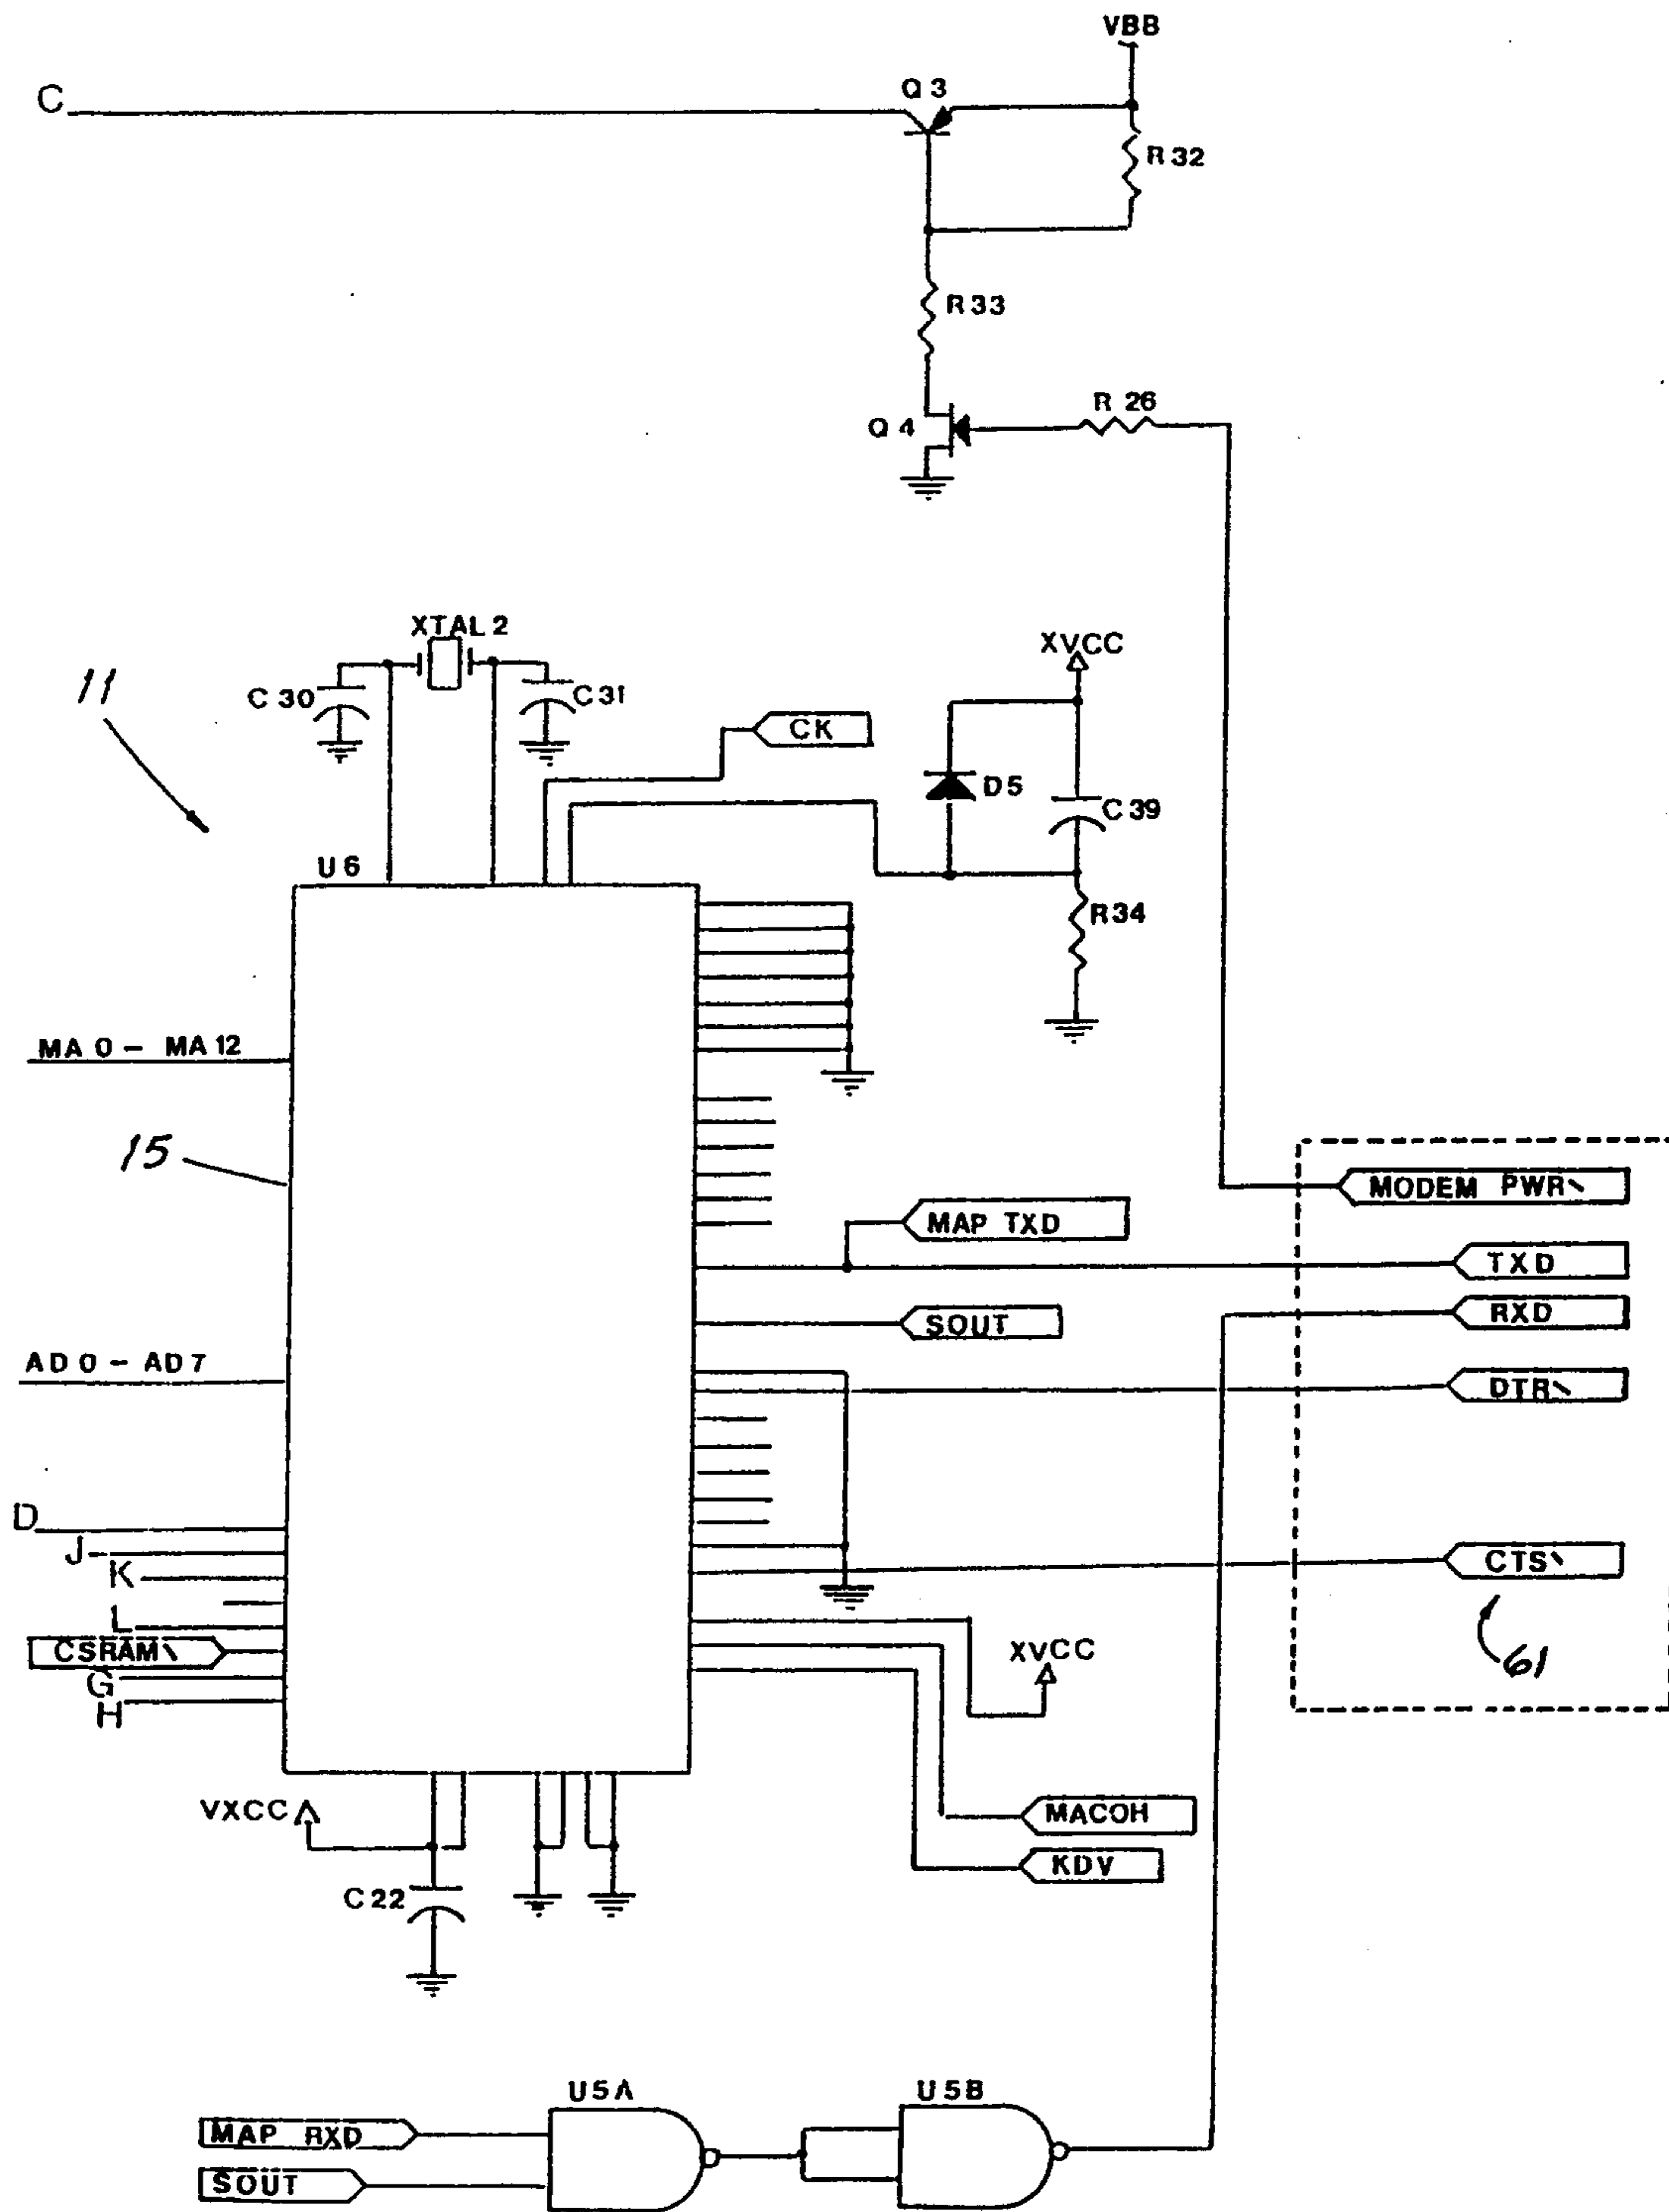 VBB
C
Q3
R32
R33
Q4
R 26
XTAL 2
C30
C31
11
XVCC
CK
D5
C39
U6
R34
MA 0 - MA 12
15
MODEM PWR\
MAP TXD
TXD
RXD
SOUT
AD 0 - AD 7
DTR\
D
J
K
CTS\
L
CSRAM\
XVCC
61
G
H
VXCC
MACOH
KDV
C22
U5A
U5B
MAP RXD
SOUT